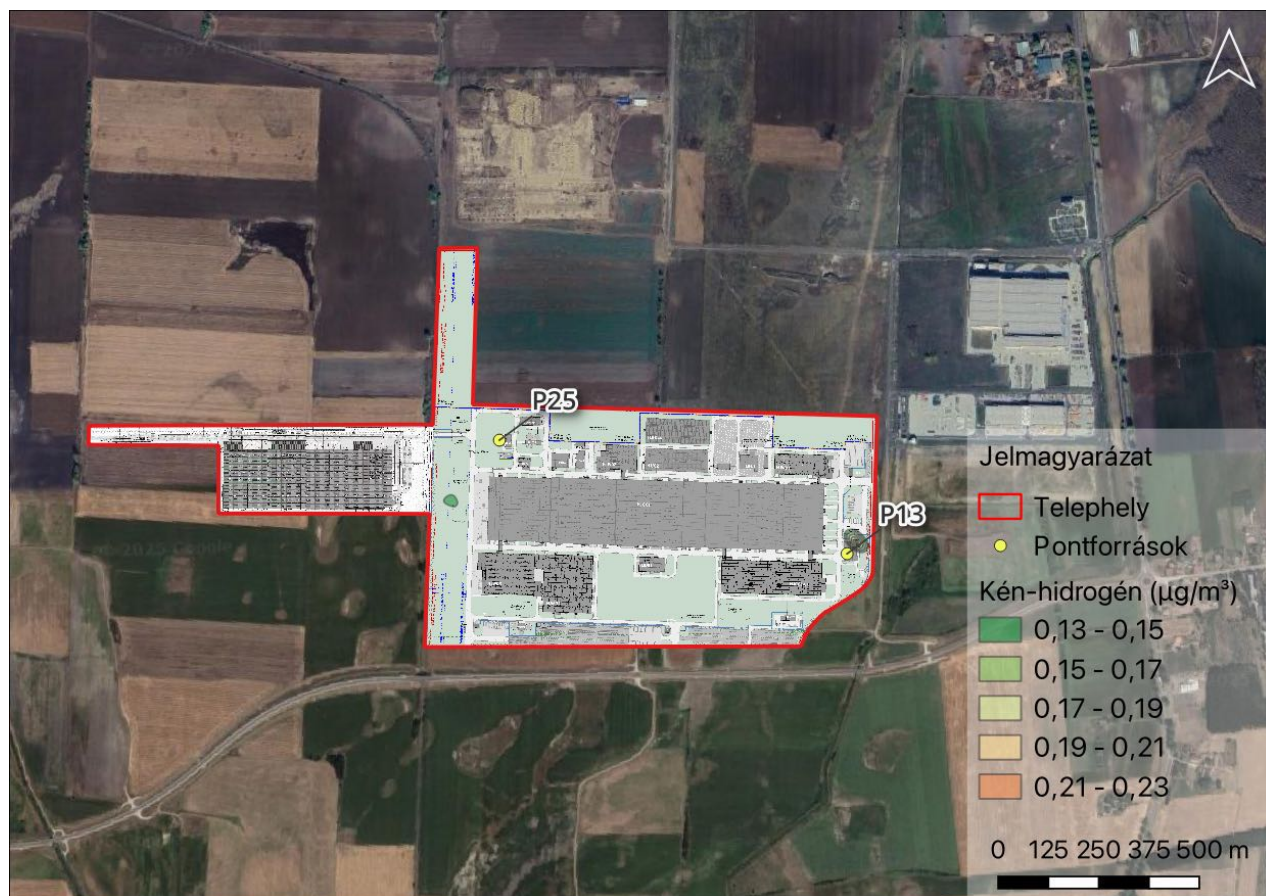 P25
P13
Jelmagyarázat
Telephely
Pontforrások
Kén-hidrogén (µg/m³)
0,13 - 0,15
0,15 - 0,17
0,17 - 0,19
0,19 - 0,21
0,21 - 0,23
0 125 250 375 500 m